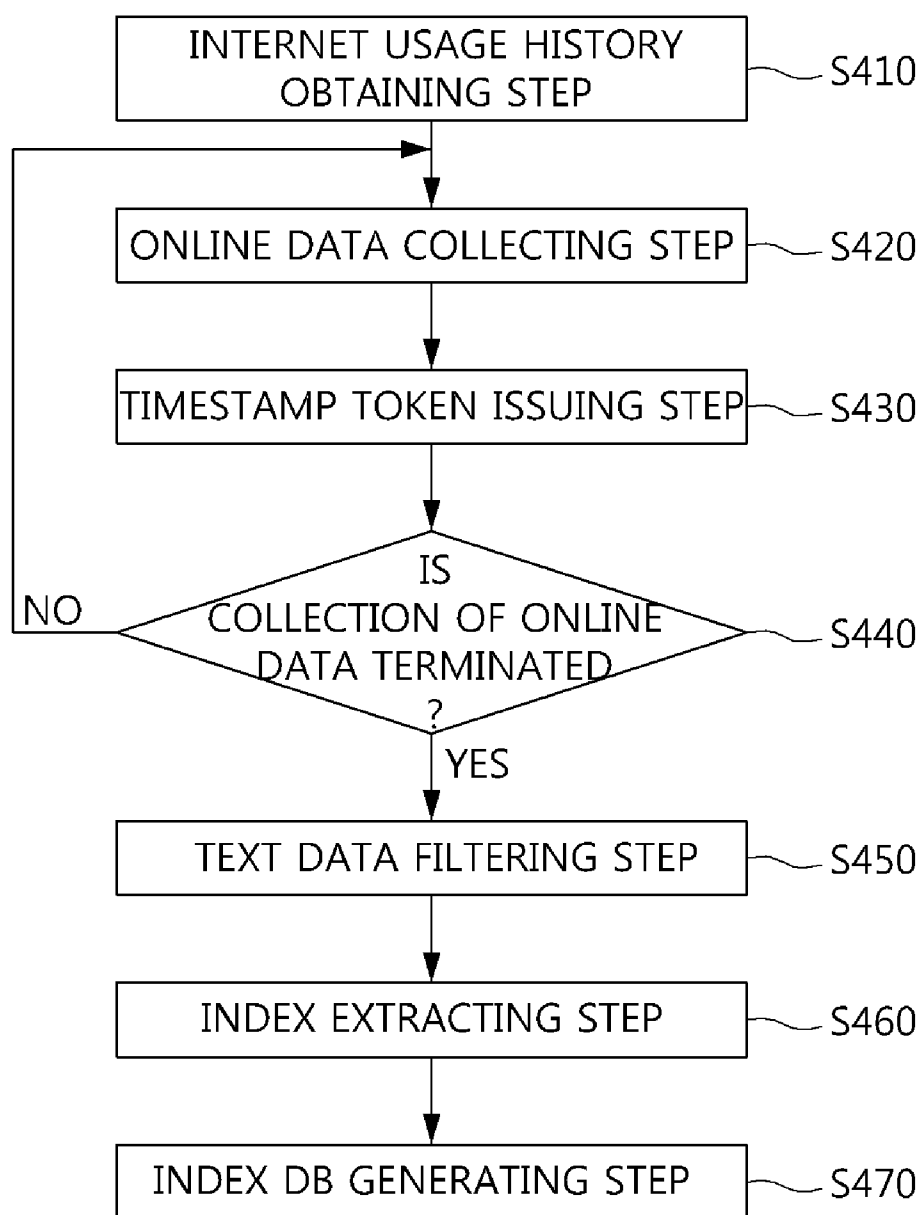 INTERNET USAGE HISTORY
OBTAINING STEP
S410
ONLINE DATA COLLECTING STEP
S420
TIMESTAMP TOKEN ISSUING STEP
S430
IS
COLLECTION OF ONLINE
DATA TERMINATED
?
S440
NO
YES
TEXT DATA FILTERING STEP
S450
INDEX EXTRACTING STEP
S460
INDEX DB GENERATING STEP
S470